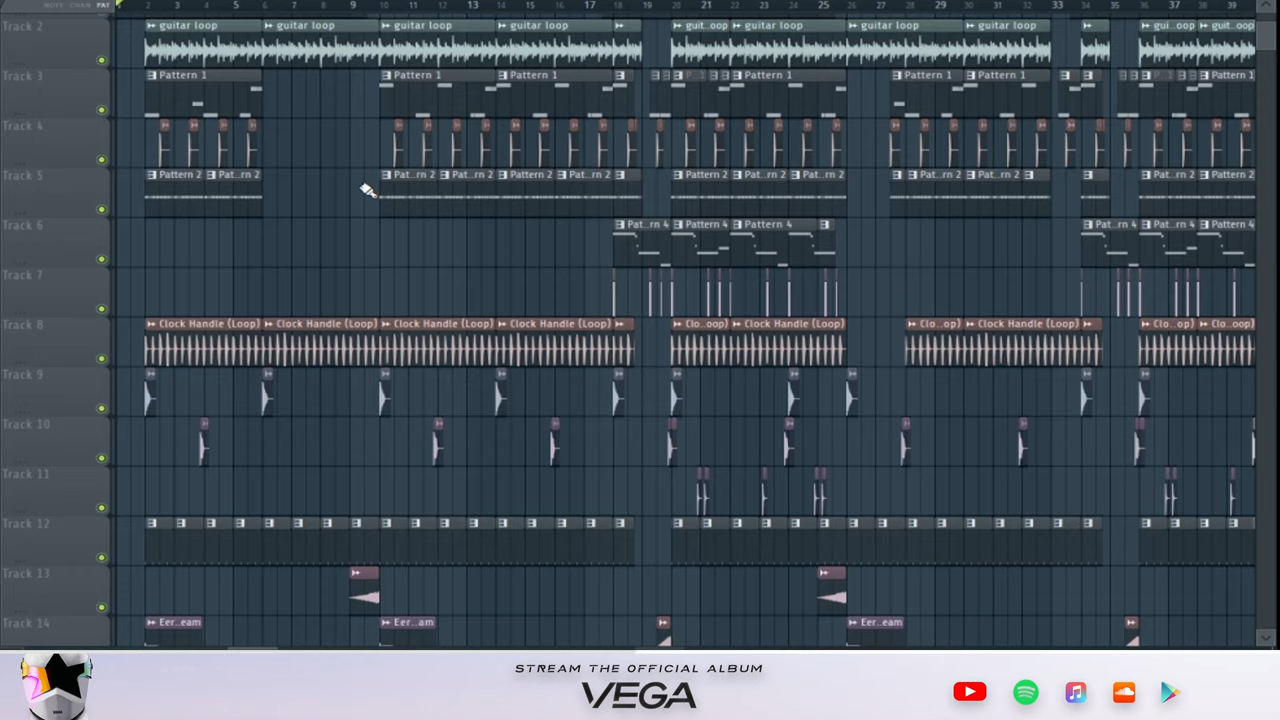 NOTE CHAN PAT
2 3 4 5 6 7 8 9 10 11 12 13 14 15 16 17 18 19 20 21 22 23 24 25 26 27 28 29 30 31 32 33 34 35 36 37 38 39
Track 2 guitar loop guitar loop guitar loop guitar loop guit..oop guitar loop guitar loop gui..oop guit..oop
Track 3 Pattern 1 Pattern 1 Pattern 1 P..1 Pattern 1 Pattern 1 Pattern 1 Pattern 1
Track 4
Track 5 Pattern 2 Pat..rn 2 Pat..rn 2 Pat..rn 2 Pat..rn 2 Pat..rn 2 Pattern 2 Pat..rn 2 Pat..rn 2 Pattern 2 Pat..rn 2 Pattern 2 Pat..rn 2
Track 6 Pat..rn 4 Pattern 4 Pattern 4 Pat..rn 4 Pattern 4 Pattern 4
Track 7
Track 8 Clock Handle (Loop) Clock Handle (Loop) Clock Handle (Loop) Clock Handle (Loop) Clo..oop) Clock Handle (Loop) Clo...op) Clock Handle (Loop) Clo...op) Clo..oop)
Track 9
Track 10
Track 11
Track 12
Track 13
Track 14 Eer..eam Eer..am Eer..eam
STREAM THE OFFICIAL ALBUM
VEGA